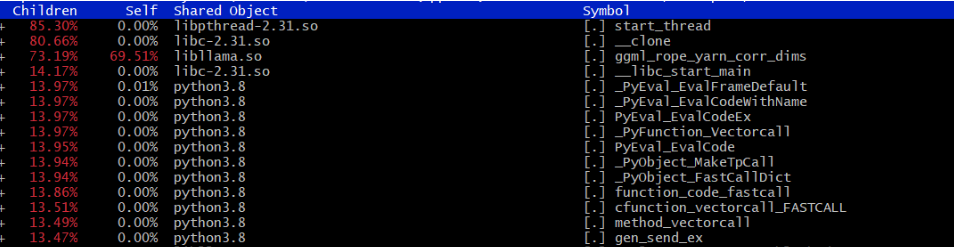 Children Self Shared Object Symbol
+ 85.30% 0.00% libpthread-2.31.so [.] start_thread
+ 80.66% 0.00% libc-2.31.so [.] __clone
+ 73.19% 69.51% libllama.so [.] ggml_rope_yarn_corr_dims
+ 14.17% 0.00% libc-2.31.so [.] __libc_start_main
+ 13.97% 0.01% python3.8 [.] _PyEval_EvalFrameDefault
+ 13.97% 0.00% python3.8 [.] _PyEval_EvalCodeWithName
+ 13.97% 0.00% python3.8 [.] PyEval_EvalCodeEx
+ 13.97% 0.00% python3.8 [.] _PyFunction_Vectorcall
+ 13.95% 0.00% python3.8 [.] PyEval_EvalCode
+ 13.94% 0.00% python3.8 [.] _PyObject_MakeTpCall
+ 13.94% 0.00% python3.8 [.] _PyObject_FastCallDict
+ 13.86% 0.00% python3.8 [.] function_code_fastcall
+ 13.51% 0.00% python3.8 [.] cfunction_vectorcall_FASTCALL
+ 13.49% 0.00% python3.8 [.] method_vectorcall
+ 13.47% 0.00% python3.8 [.] gen_send_ex